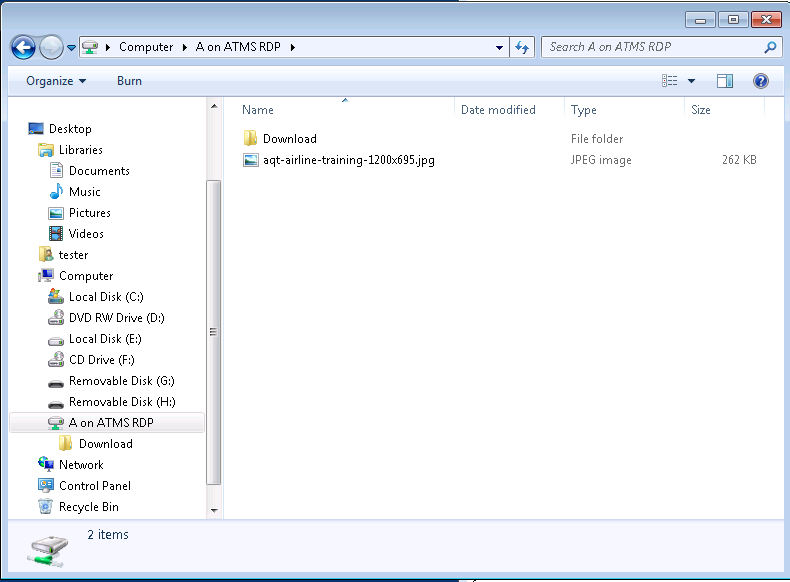 Computer A on ATMS RDP
Search A on ATMS RDP
Organize Burn
Name Date modified Type Size
Download File folder
aqt-airline-training-1200x695.jpg JPEG image 262 KB
Desktop
Libraries
Documents
Music
Pictures
Videos
tester
Computer
Local Disk (C:)
DVD RW Drive (D:)
Local Disk (E:)
CD Drive (F:)
Removable Disk (G:)
Removable Disk (H:)
A on ATMS RDP
Download
Network
Control Panel
Recycle Bin
2 items